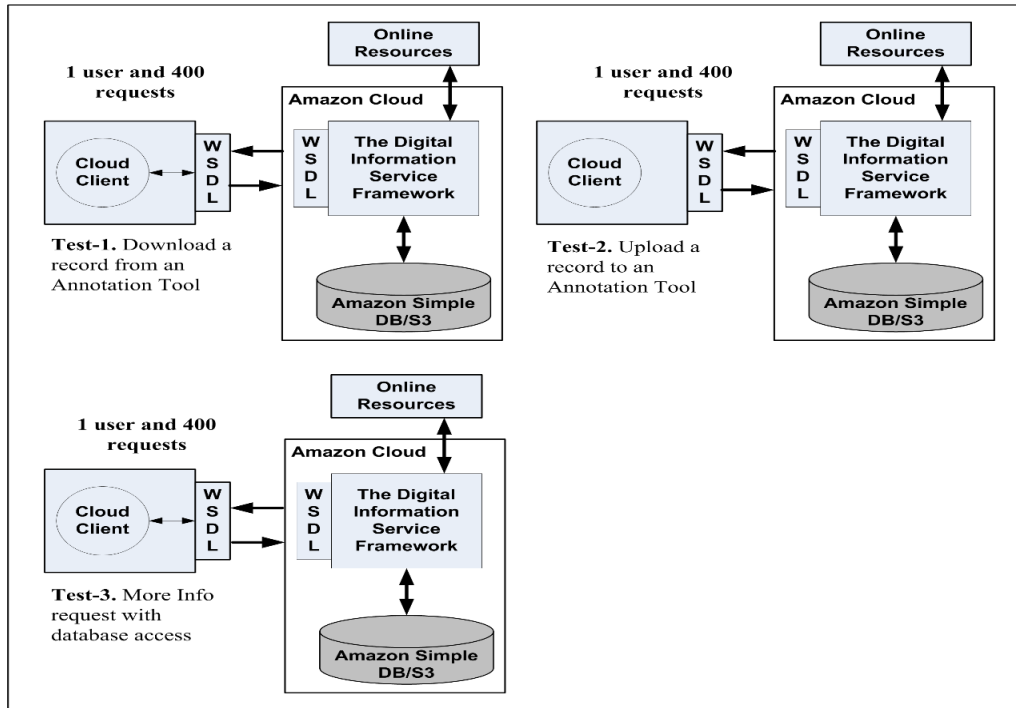 Online
Resources
1 user and 400
requests
Amazon Cloud
Cloud
Client
W
S
D
L
W
S
D
L
The Digital
Information
Service
Framework
Test-1. Download a
record from an
Annotation Tool
Amazon Simple
DB/S3
Online
Resources
1 user and 400
requests
Amazon Cloud
Cloud
Client
W
S
D
L
W
S
D
L
The Digital
Information
Service
Framework
Test-2. Upload a
record to an
Annotation Tool
Amazon Simple
DB/S3
Online
Resources
1 user and 400
requests
Amazon Cloud
Cloud
Client
W
S
D
L
W
S
D
L
The Digital
Information
Service
Framework
Test-3. More Info
request with
database access
Amazon Simple
DB/S3